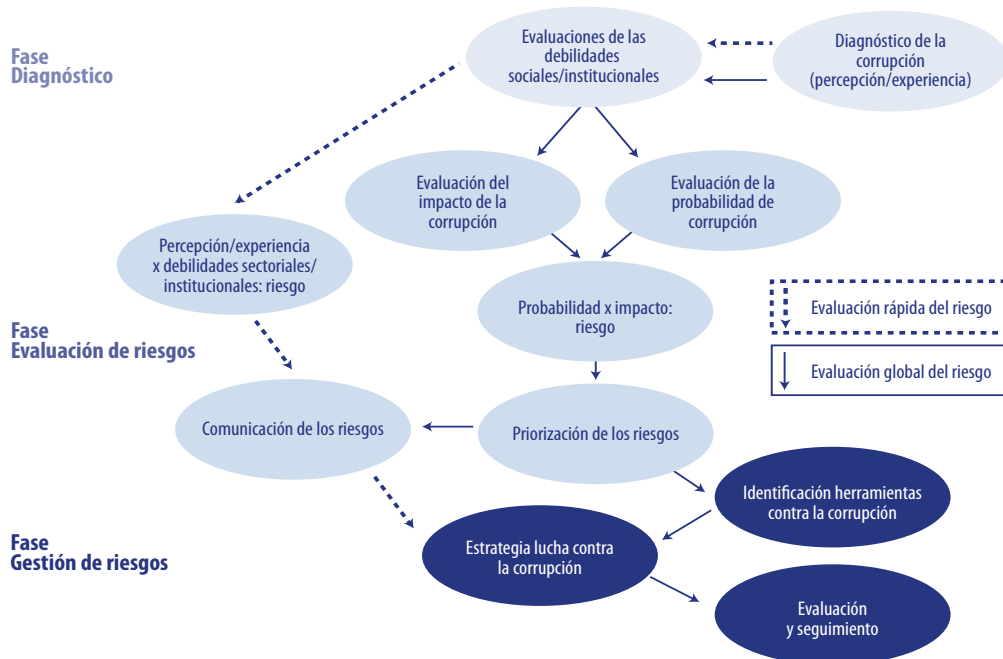 Fase
Diagnóstico
Evaluaciones de las
debilidades
sociales/institucionales
Diagnóstico de la
corrupción
(percepción/experiencia)
Evaluación del
impacto de la
corrupción
Evaluación de la
probabilidad de
corrupción
Percepción/experiencia
x debilidades sectoriales/
institucionales: riesgo
Probabilidad x impacto:
riesgo
Evaluación rápida del riesgo
Evaluación global del riesgo
Fase
Evaluación de riesgos
Comunicación de los riesgos
Priorización de los riesgos
Identificación herramientas
contra la corrupción
Fase
Gestión de riesgos
Estrategia lucha contra
la corrupción
Evaluación
y seguimiento